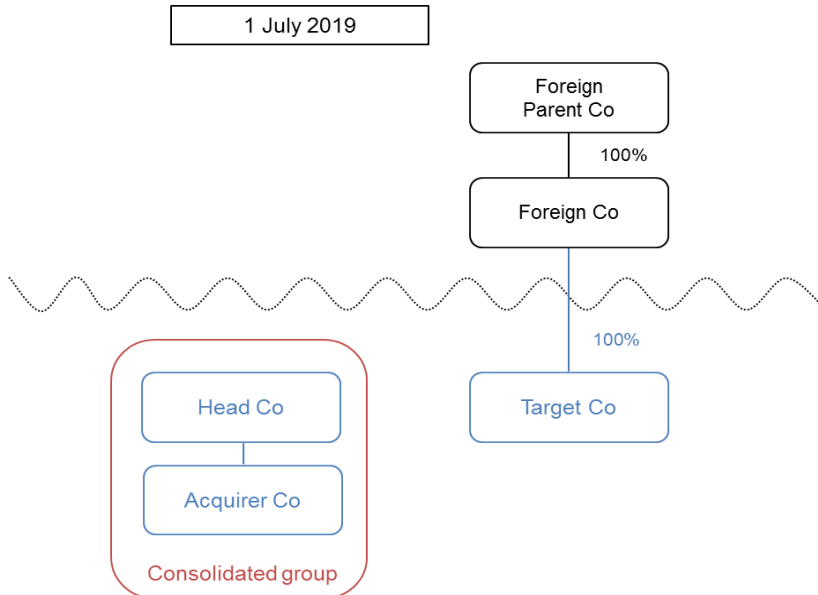 1 July 2019
Foreign
Parent Co
100%
Foreign Co
100%
Head Co
Target Co
Acquirer Co
Consolidated group